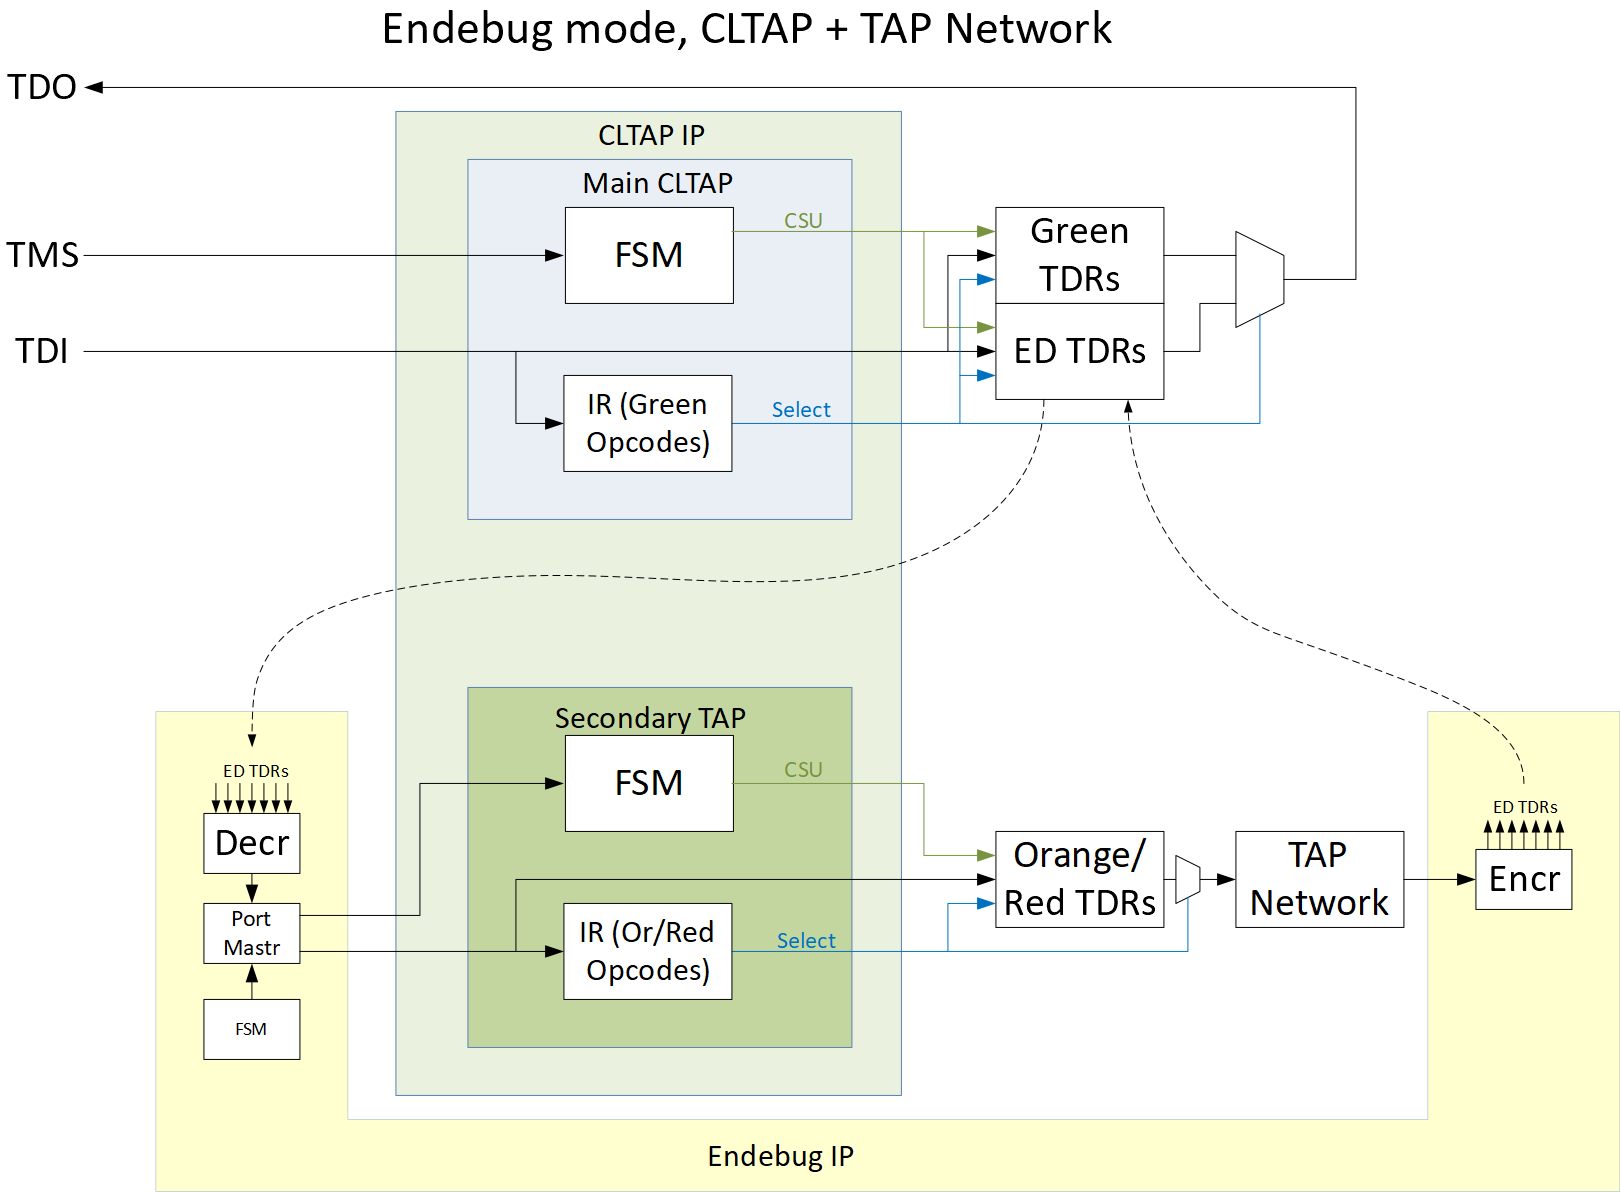 Endebug mode, CLTAP + TAP Network
TDO
CLTAP IP
Main CLTAP
CSU
FSM
Green
TDRs
TMS
TDI
ED TDRs
IR (Green
Opcodes)
Select
Secondary TAP
FSM
CSU
ED TDRs
Decr
Port
Mastr
FSM
IR (Or/Red
Opcodes)
Select
Orange/
Red TDRs
TAP
Network
ED TDRs
Encr
Endebug IP